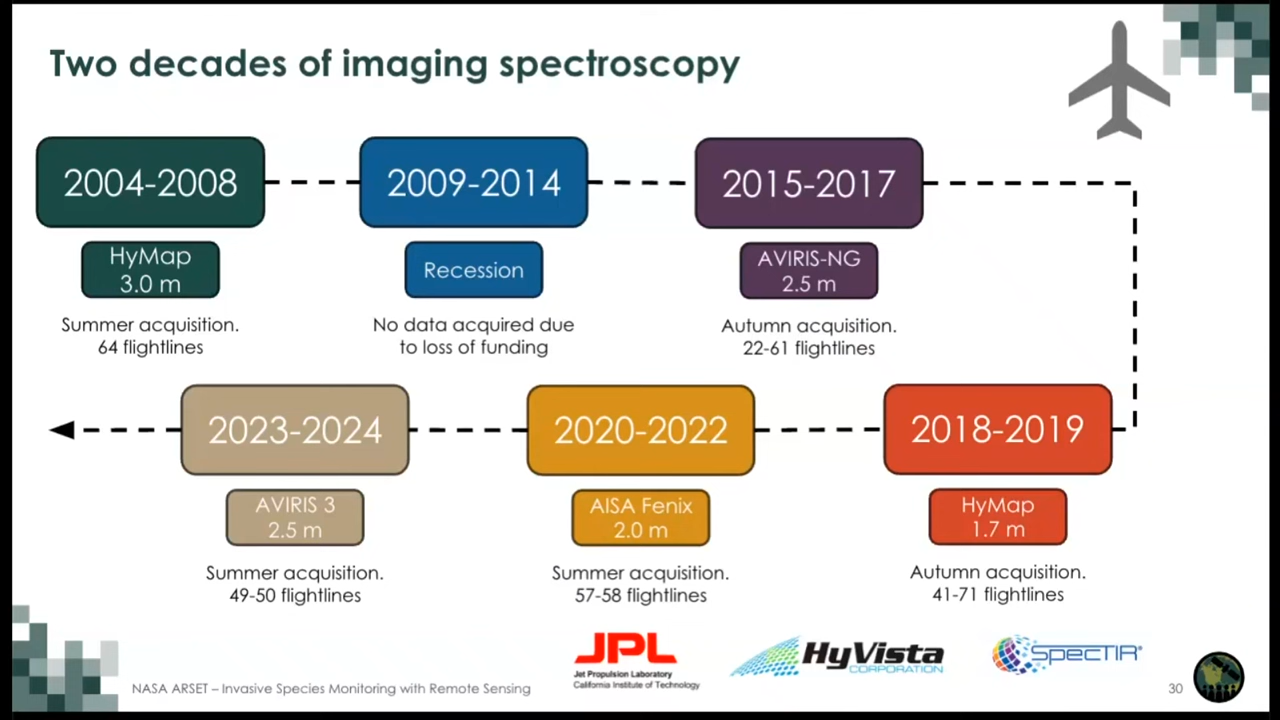 Two decades of imaging spectroscopy
2004-2008
HyMap
3.0 m
Summer acquisition.
64 flightlines
2009-2014
Recession
No data acquired due
to loss of funding
2015-2017
AVIRIS-NG
2.5 m
Autumn acquisition.
22-61 flightlines
2018-2019
HyMap
1.7 m
Autumn acquisition.
41-71 flightlines
2020-2022
AISA Fenix
2.0 m
Summer acquisition.
57-58 flightlines
2023-2024
AVIRIS 3
2.5 m
Summer acquisition.
49-50 flightlines
JPL
Jet Propulsion Laboratory
California Institute of Technology
HyVista
CORPORATION
SpecTIR®
NASA ARSET – Invasive Species Monitoring with Remote Sensing
30